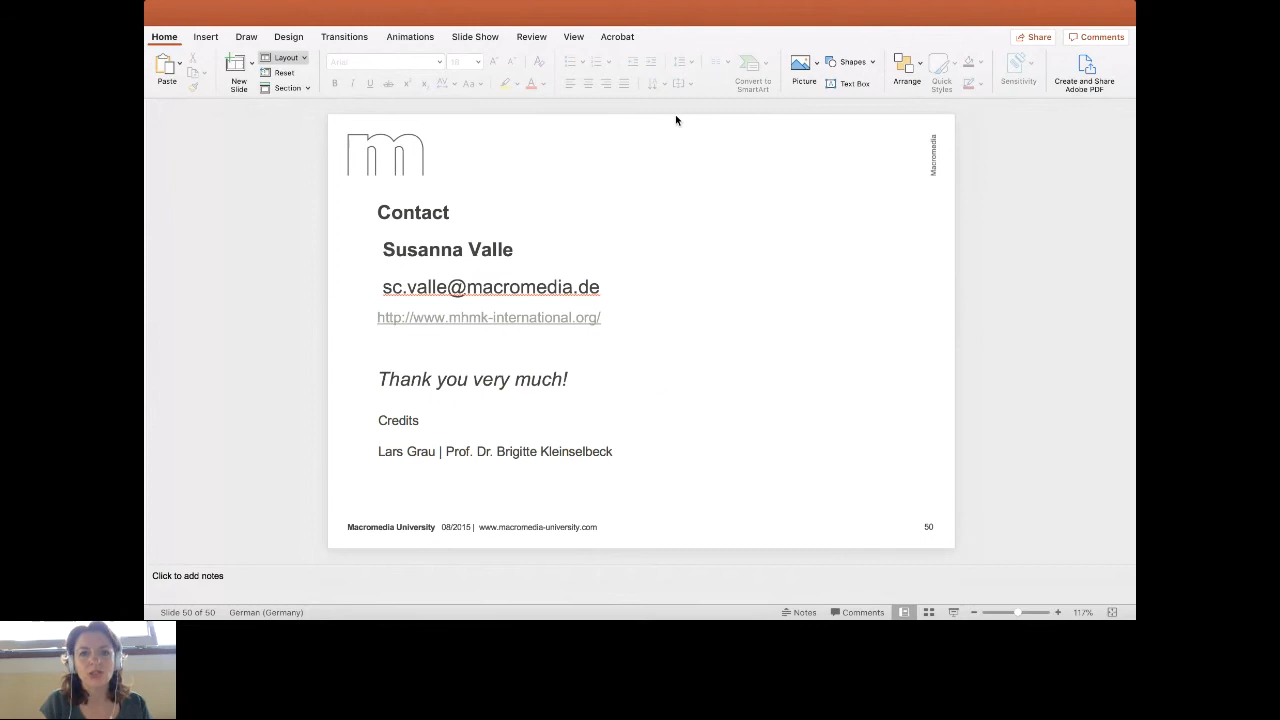 Home Insert Draw Design Transitions Animations Slide Show Review View Acrobat Share Comments
Paste New Slide Layout Reset Section Arial 18 Convert to SmartArt Picture Shapes Text Box Arrange Quick Styles Sensitivity Create and Share Adobe PDF
m
Macromedia
Contact
Susanna Valle
sc.valle@macromedia.de
http://www.mhmk-international.org/
Thank you very much!
Credits
Lars Grau | Prof. Dr. Brigitte Kleinselbeck
Macromedia University 08/2015 | www.macromedia-university.com 50
Click to add notes
Slide 50 of 50 German (Germany) Notes Comments 117%